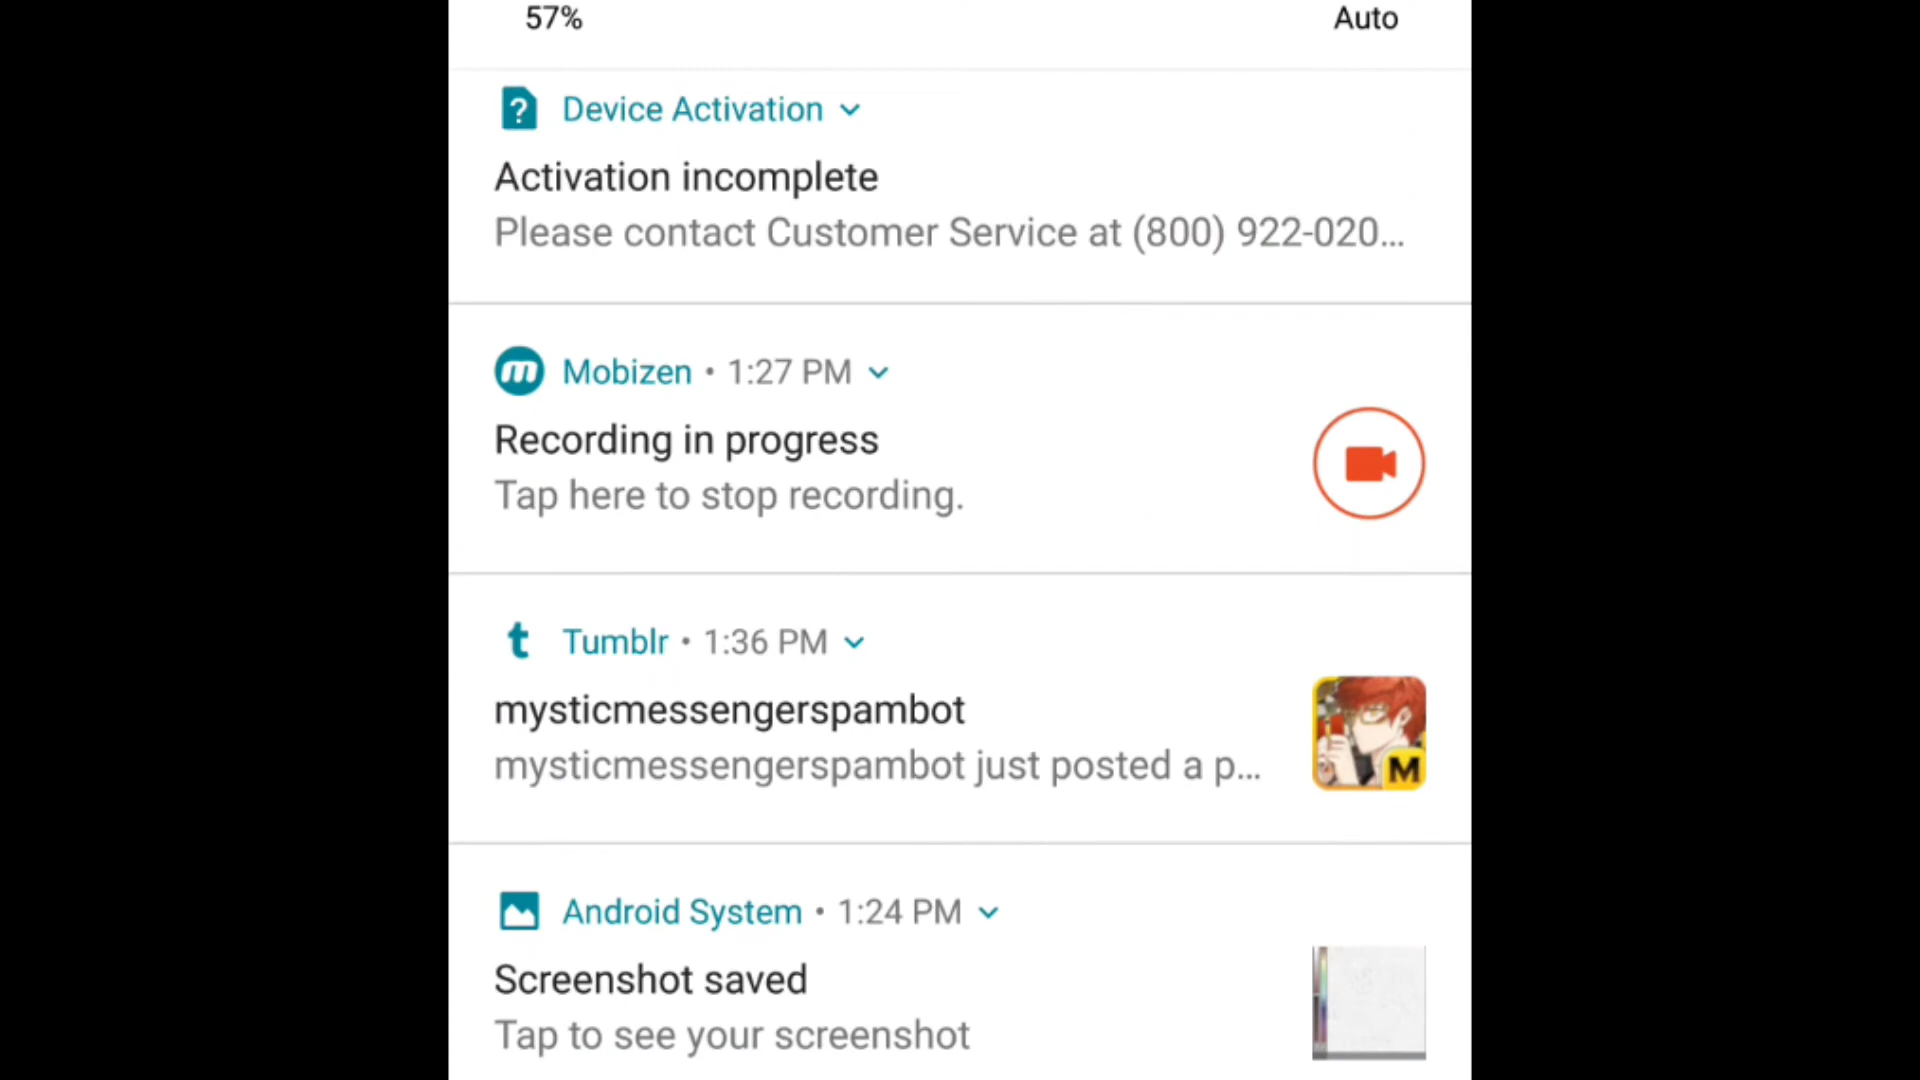 57% Auto
Device Activation
Activation incomplete
Please contact Customer Service at (800) 922-020...
Mobizen • 1:27 PM
Recording in progress
Tap here to stop recording.
Tumblr • 1:36 PM
mysticmessengerspambot
mysticmessengerspambot just posted a p...
M
Android System • 1:24 PM
Screenshot saved
Tap to see your screenshot